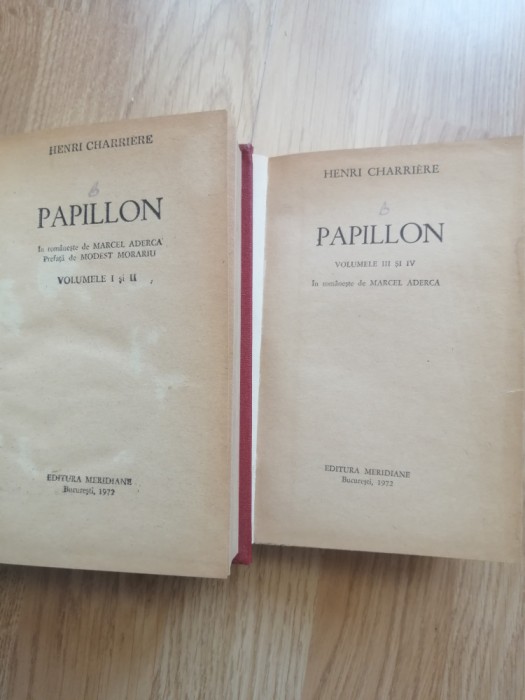 HENRI CHARRIÈRE
PAPILLON
In românește de MARCEL ADERCA
Prefață de MODEST MORARIU
VOLUMELE I și II
EDITURA MERIDIANE
București, 1972
HENRI CHARRIÈRE
PAPILLON
VOLUMELE III ȘI IV
In românește de MARCEL ADERCA
EDITURA MERIDIANE
București, 1972